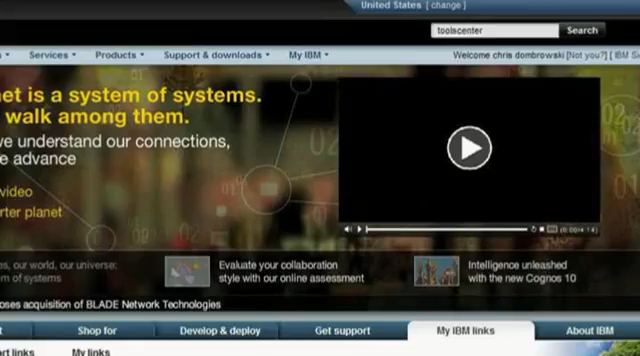 United States [ change ]
toolscenter
Search
Services
Products
Support & downloads
My IBM
Welcome chris dombrowski [Not you?] [ IBM
is a system of systems.
walk among them.
we understand our connections,
advance
video
planet
our world, our universe:
of systems
Evaluate your collaboration
style with our online assessment
Intelligence unleashed
with the new Cognos 10
acquisition of BLADE Network Technologies
Shop for
Develop & deploy
Get support
My IBM links
About IBM
links
My links